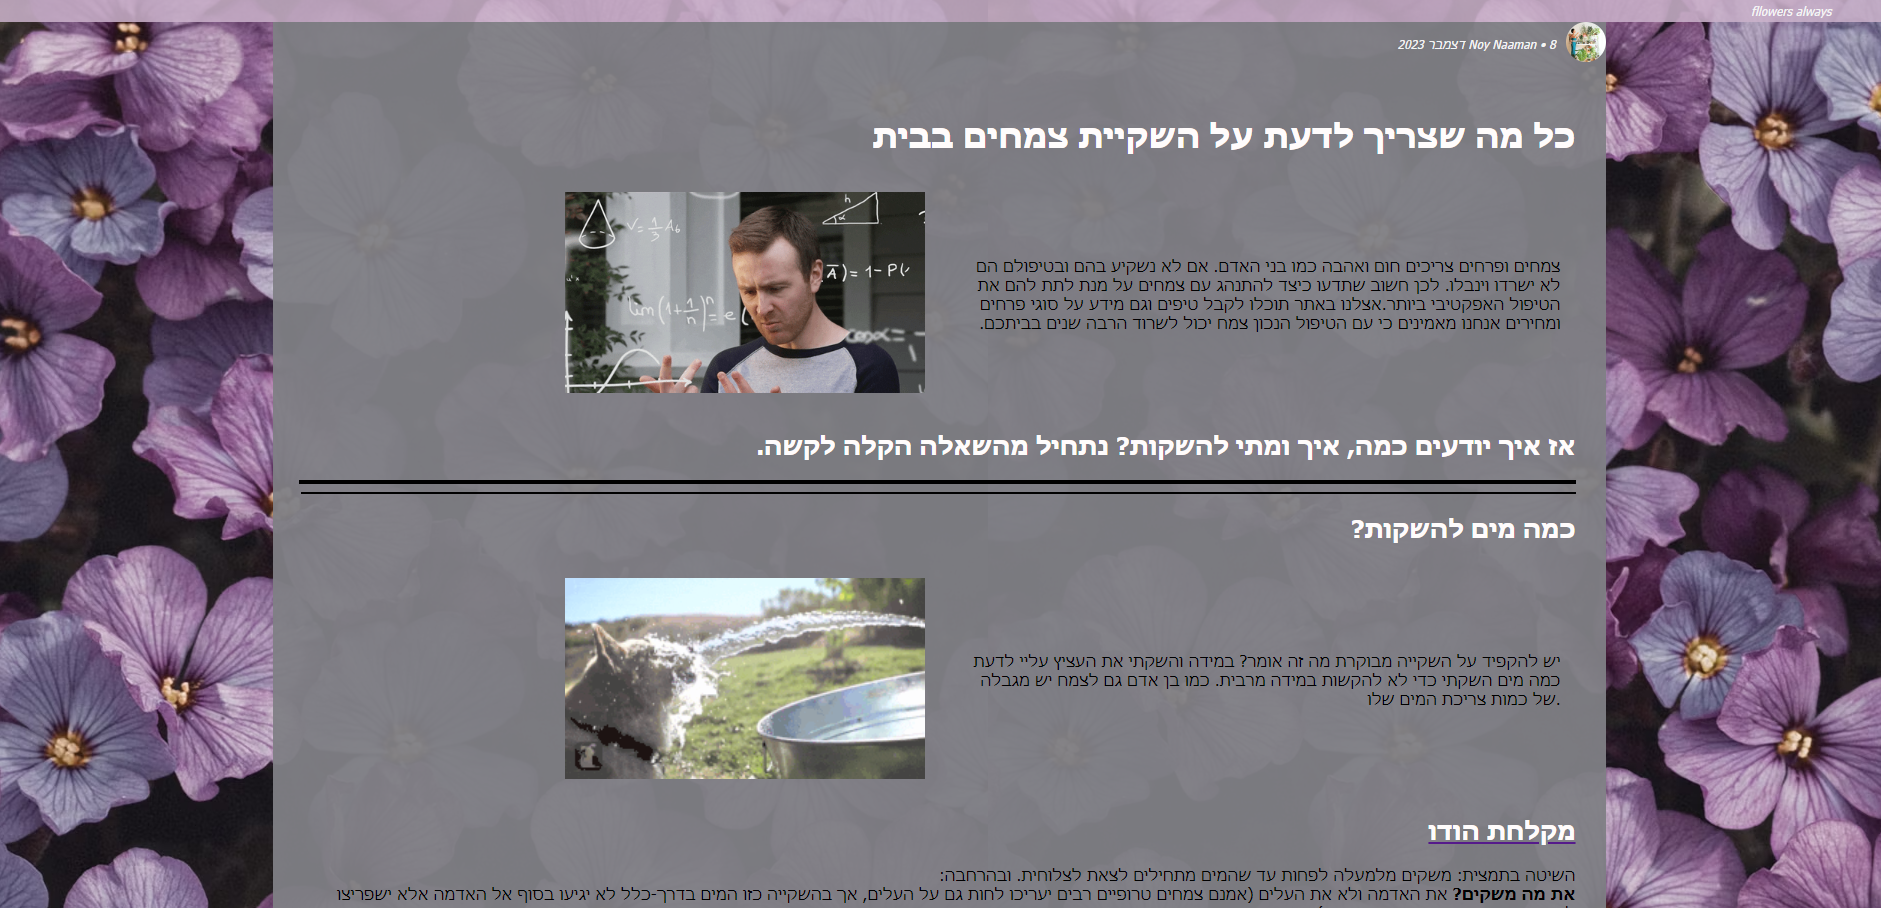 fllowers always
Noy Naaman • 8 דצמבר 2023
כל מה שצריך לדעת על השקיית צמחים בבית
V = 1/3 A₆
h
α
A̅) = 1 - P(
lim (1 + 1/n)ⁿ = e
צמחים ופרחים צריכים חום ואהבה כמו בני האדם. אם לא נשקיע בהם ובטיפולם הם
לא ישרדו וינבלו. לכן חשוב שתדעו כיצד להתנהג עם צמחים על מנת לתת להם את
הטיפול האפקטיבי ביותר.אצלנו באתר תוכלו לקבל טיפים וגם מידע על סוגי פרחים
ומחירים אנחנו מאמינים כי עם הטיפול הנכון צמח יכול לשרוד הרבה שנים בביתכם.
אז איך יודעים כמה, איך ומתי להשקות? נתחיל מהשאלה הקלה לקשה.
כמה מים להשקות?
יש להקפיד על השקייה מבוקרת מה זה אומר? במידה והשקתי את העציץ עליי לדעת
כמה מים השקתי כדי לא להקשות במידה מרבית. כמו בן אדם גם לצמח יש מגבלה
של כמות צריכת המים שלו.
מקלחת הודו
השיטה בתמצית: משקים מלמעלה לפחות עד שהמים מתחילים לצאת לצלוחית. ובהרחבה:
את מה משקים? את האדמה ולא את העלים (אמנם צמחים טרופיים רבים יעריכו לחות גם על העלים, אך בהשקייה כזו המים בדרך-כלל לא יגיעו בסוף אל האדמה אלא ישפריצו